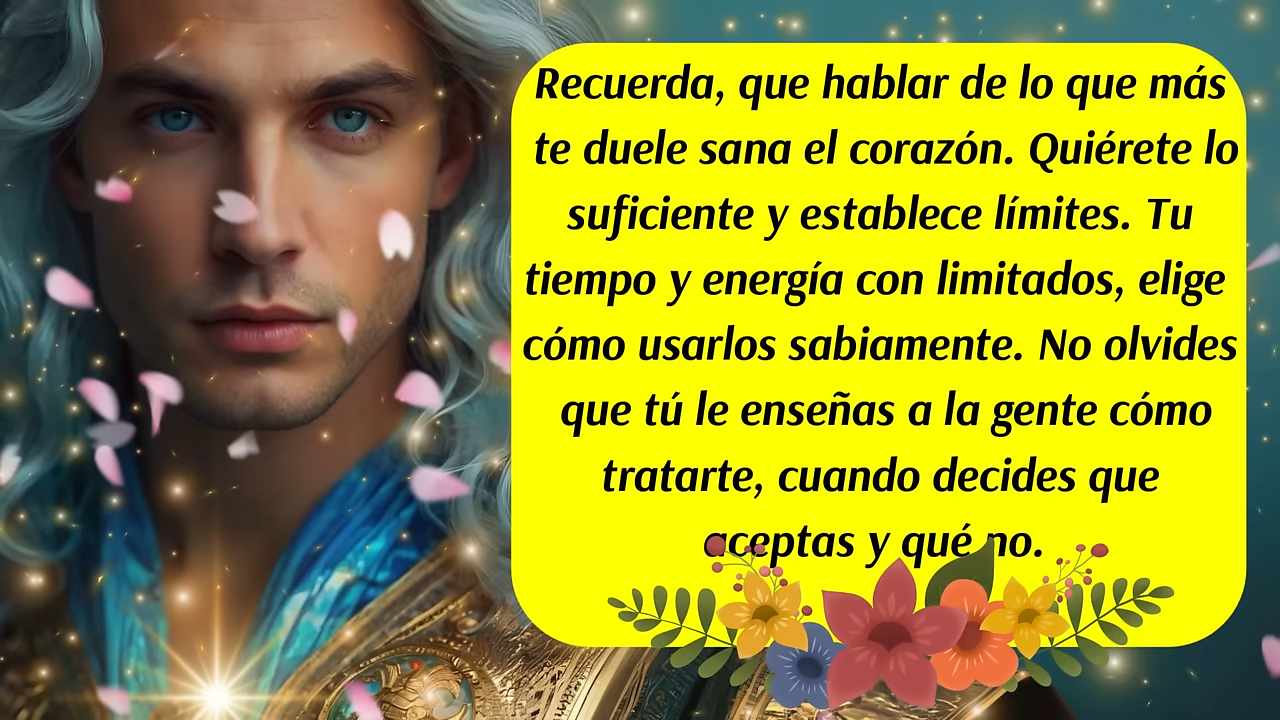 Recuerda, que hablar de lo que más
te duele sana el corazón. Quiérete lo
suficiente y establece límites. Tu
tiempo y energía con limitados, elige
cómo usarlos sabiamente. No olvides
que tú le enseñas a la gente cómo
tratarte, cuando decides que
aceptas y qué no.